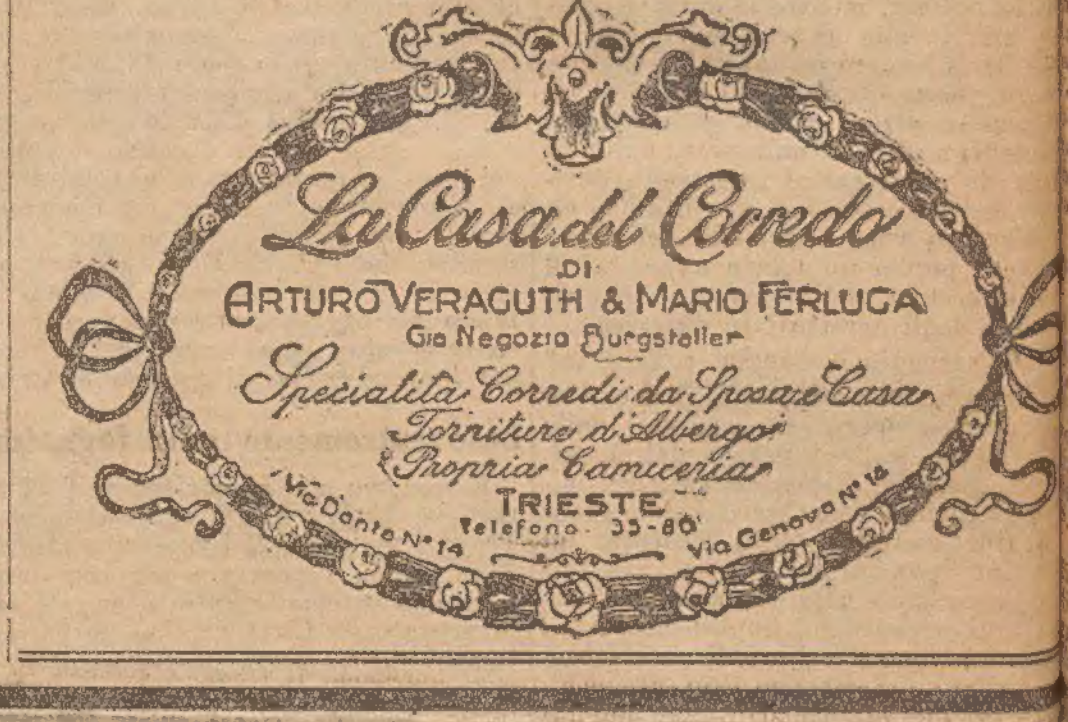 La Casa del Corredo
DI
ARTURO VERAGUTH & MARIO FERLUGA
Già Negozio Burgstaller
Specialità Corredi da Sposa e Casa
Forniture d'Albergo
Propria Camiceria
TRIESTE
Telefono 35-80
Via Dante N° 14
Via Genova N° 14